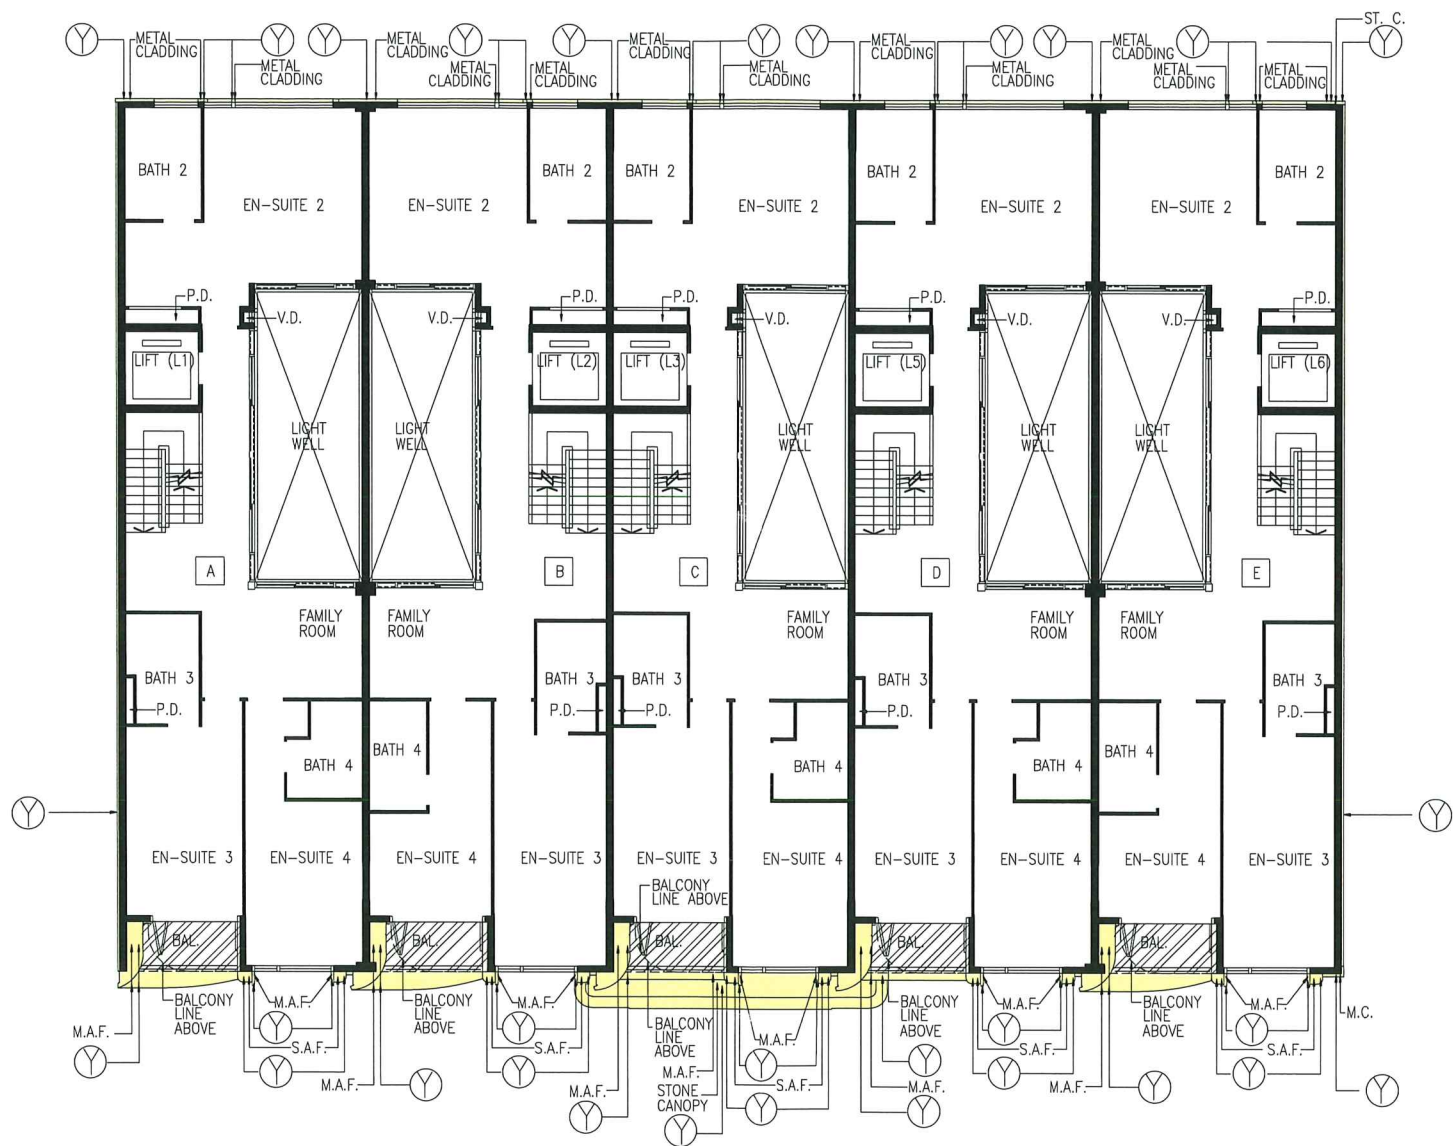 ST. C.
Y METAL CLADDING Y Y METAL CLADDING Y Y METAL CLADDING Y Y METAL CLADDING Y Y METAL CLADDING Y Y
METAL CLADDING METAL CLADDING METAL CLADDING METAL CLADDING METAL CLADDING METAL CLADDING METAL CLADDING
BATH 2 BATH 2 BATH 2 BATH 2 BATH 2
EN-SUITE 2 EN-SUITE 2 EN-SUITE 2 EN-SUITE 2 EN-SUITE 2
P.D. P.D. P.D. P.D. P.D.
V.D. V.D. V.D. V.D. V.D.
LIFT (L1) LIFT (L2) LIFT (L3) LIFT (L5) LIFT (L6)
LIGHT LIGHT LIGHT LIGHT LIGHT
WELL WELL WELL WELL WELL
A B C D E
FAMILY FAMILY FAMILY FAMILY FAMILY
ROOM ROOM ROOM ROOM ROOM
BATH 3 BATH 3 BATH 3 BATH 3 BATH 3
P.D. P.D. P.D. P.D. P.D.
BATH 4 BATH 4 BATH 4 BATH 4 BATH 4
Y Y
EN-SUITE 3 EN-SUITE 4 EN-SUITE 4 EN-SUITE 3 EN-SUITE 3 EN-SUITE 4 EN-SUITE 3 EN-SUITE 4 EN-SUITE 4 EN-SUITE 3
BALCONY
LINE ABOVE
BAL. BAL. BAL. BAL. BAL.
BALCONY LINE ABOVE M.A.F. BALCONY LINE ABOVE M.A.F. BALCONY LINE ABOVE M.A.F. BALCONY LINE ABOVE M.A.F. BALCONY LINE ABOVE M.A.F. M.C.
M.A.F. Y Y Y Y Y
S.A.F. S.A.F. S.A.F. S.A.F. S.A.F.
Y Y Y Y Y Y Y
M.A.F. Y M.A.F. M.A.F. M.A.F. M.A.F. Y Y
M.A.F. STONE CANOPY Y Y
Y Y